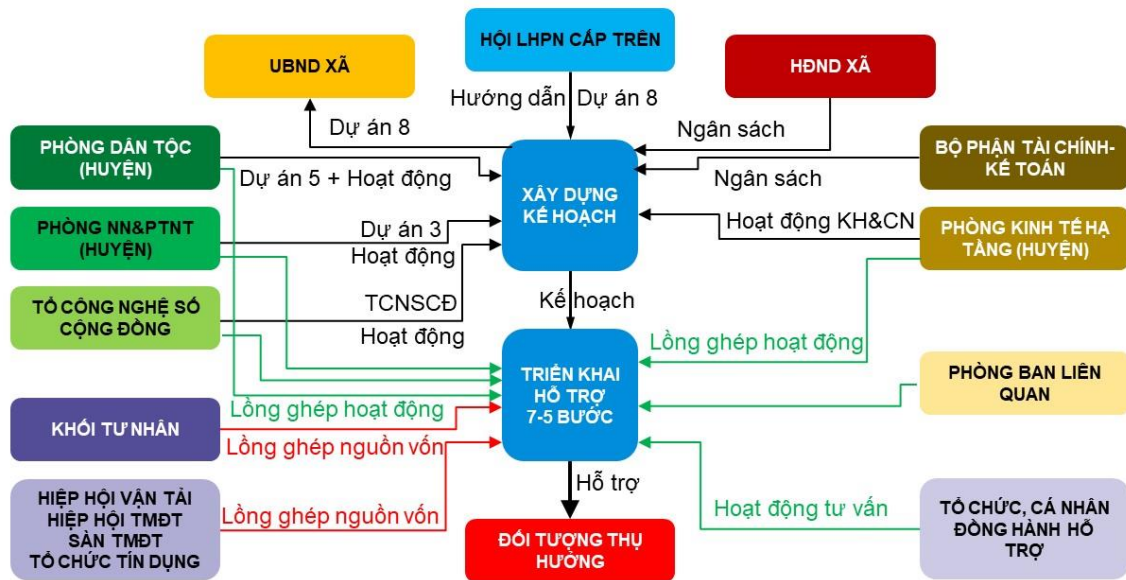 HỘI LHPN CẤP TRÊN
UBND XÃ
HĐND XÃ
Hướng dẫn
Dự án 8
Dự án 8
Ngân sách
PHÒNG DÂN TỘC
(HUYỆN)
BỘ PHẬN TÀI CHÍNH-
KẾ TOÁN
Dự án 5 + Hoạt động
XÂY DỰNG
KẾ HOẠCH
Ngân sách
PHÒNG NN&PTNT
(HUYỆN)
Dự án 3
Hoạt động
Hoạt động KH&CN
PHÒNG KINH TẾ HẠ
TẦNG (HUYỆN)
TỔ CÔNG NGHỆ SỐ
CỘNG ĐỒNG
TCNSCĐ
Hoạt động
Kế hoạch
Lồng ghép hoạt động
TRIỂN KHAI
HỖ TRỢ
7-5 BƯỚC
PHÒNG BAN LIÊN
QUAN
Lồng ghép hoạt động
KHỐI TƯ NHÂN
Lồng ghép nguồn vốn
Hỗ trợ
HIỆP HỘI VẬN TẢI
HIỆP HỘI TMĐT
SÀN TMĐT
TỔ CHỨC TÍN DỤNG
Lồng ghép nguồn vốn
Hoạt động tư vấn
TỔ CHỨC, CÁ NHÂN
ĐỒNG HÀNH HỖ
TRỢ
ĐỐI TƯỢNG THỤ
HƯỞNG